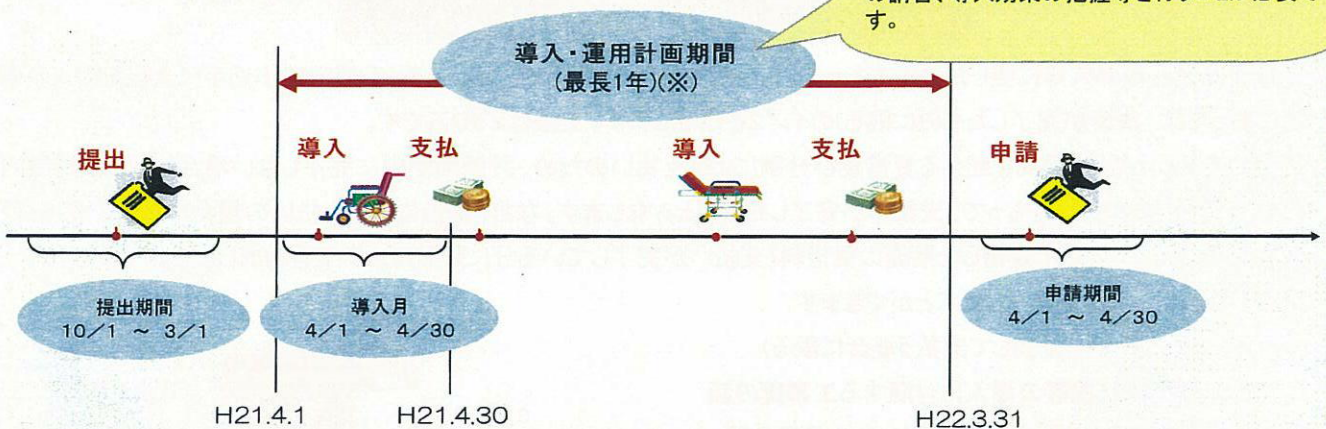 す。
導入・運用計画期間
(最長1年)(※)
提出
導入
支払
導入
支払
申請
提出期間
10/1 ～ 3/1
導入月
4/1 ～ 4/30
申請期間
4/1 ～ 4/30
H21.4.1
H21.4.30
H22.3.31